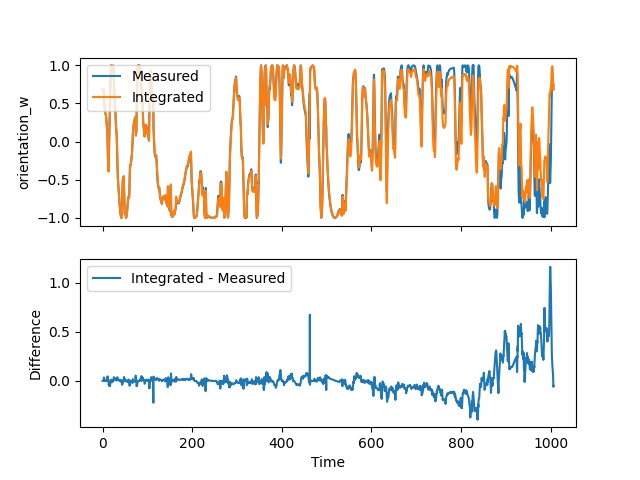 1.0
0.5
0.0
−0.5
−1.0
orientation_w
Measured
Integrated
1.0
0.5
0.0
Difference
Integrated - Measured
0 200 400 600 800 1000
Time